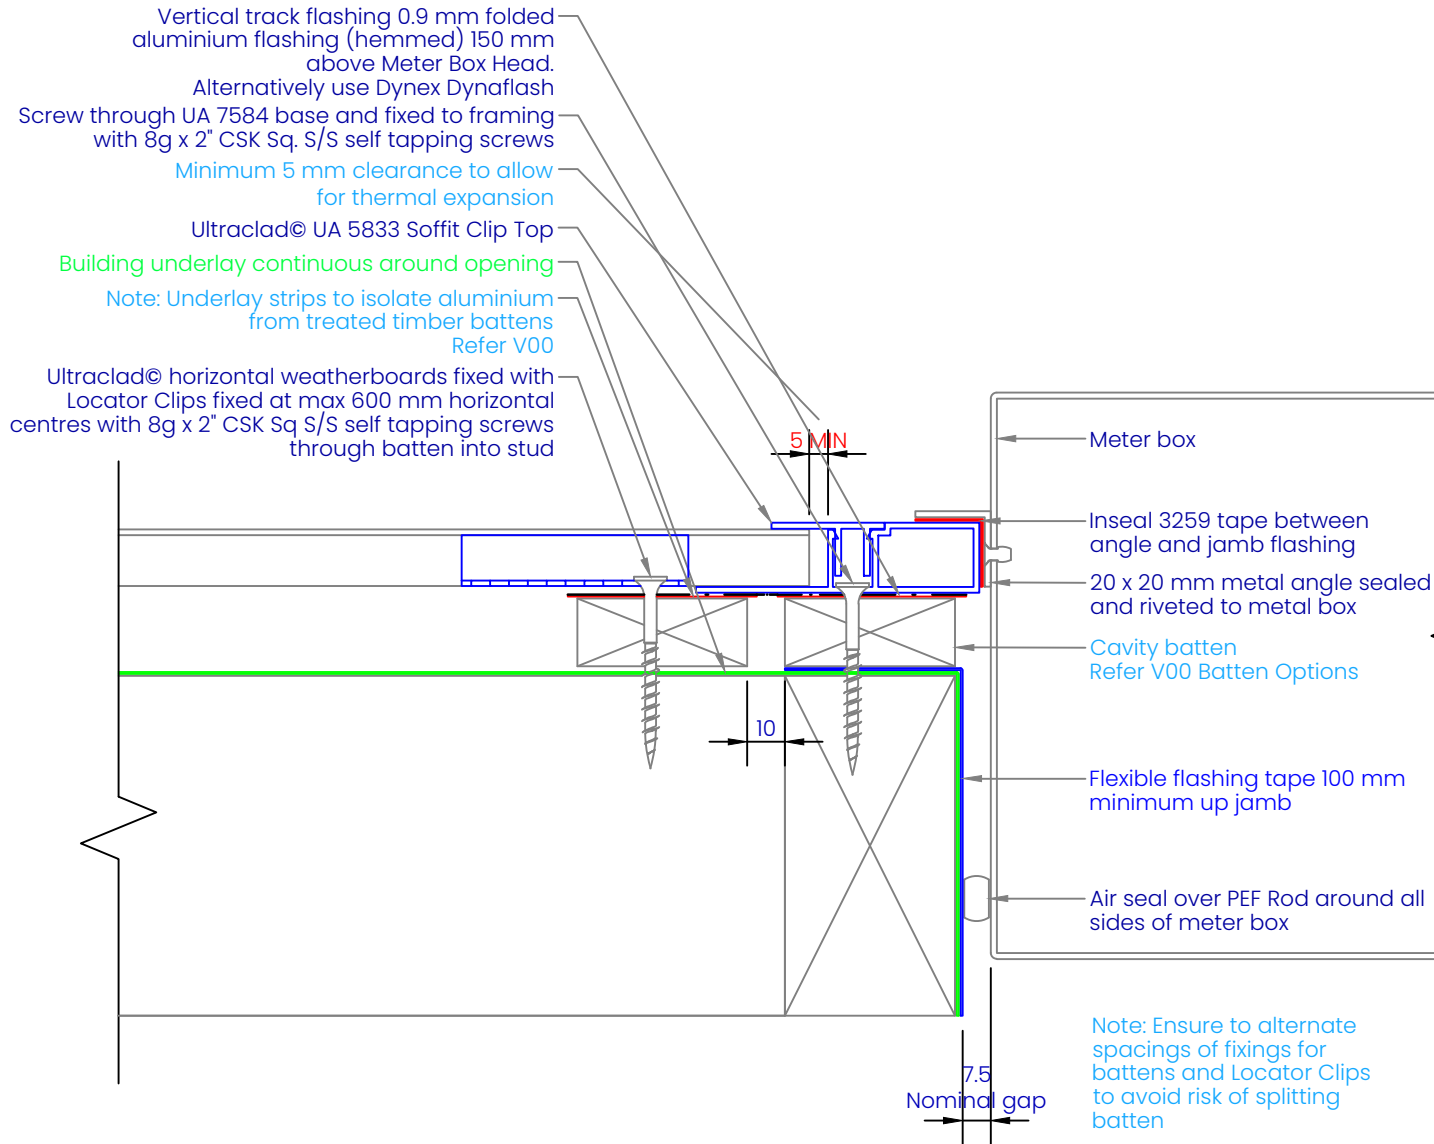 Vertical track flashing 0.9 mm folded
aluminium flashing (hemmed) 150 mm
above Meter Box Head.
Alternatively use Dynex Dynaflash
Screw through UA 7584 base and fixed to framing
with 8g x 2" CSK Sq. S/S self tapping screws
Minimum 5 mm clearance to allow
for thermal expansion
Ultraclad© UA 5833 Soffit Clip Top
Building underlay continuous around opening
Note: Underlay strips to isolate aluminium
from treated timber battens
Refer V00
Ultraclad© horizontal weatherboards fixed with
Locator Clips fixed at max 600 mm horizontal
centres with 8g x 2" CSK Sq S/S self tapping screws
through batten into stud
5 MIN
Meter box
Inseal 3259 tape between
angle and jamb flashing
20 x 20 mm metal angle sealed
and riveted to metal box
Cavity batten
Refer V00 Batten Options
10
Flexible flashing tape 100 mm
minimum up jamb
Air seal over PEF Rod around all
sides of meter box
7.5
Nominal gap
Note: Ensure to alternate
spacings of fixings for
battens and Locator Clips
to avoid risk of splitting
batten